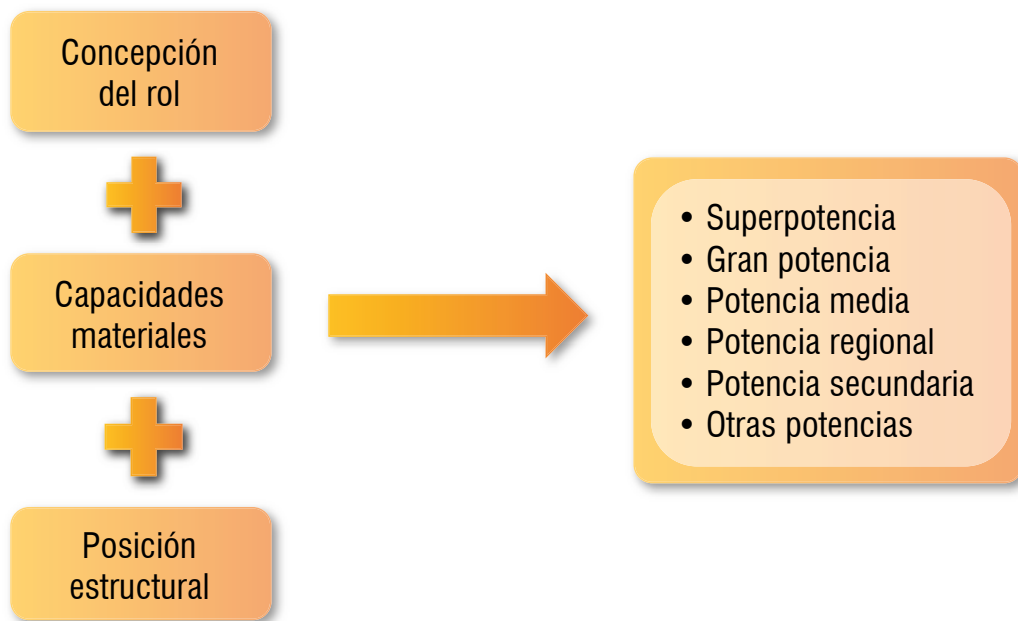 Concepción
del rol
Capacidades
materiales
Posición
estructural
• Superpotencia
• Gran potencia
• Potencia media
• Potencia regional
• Potencia secundaria
• Otras potencias